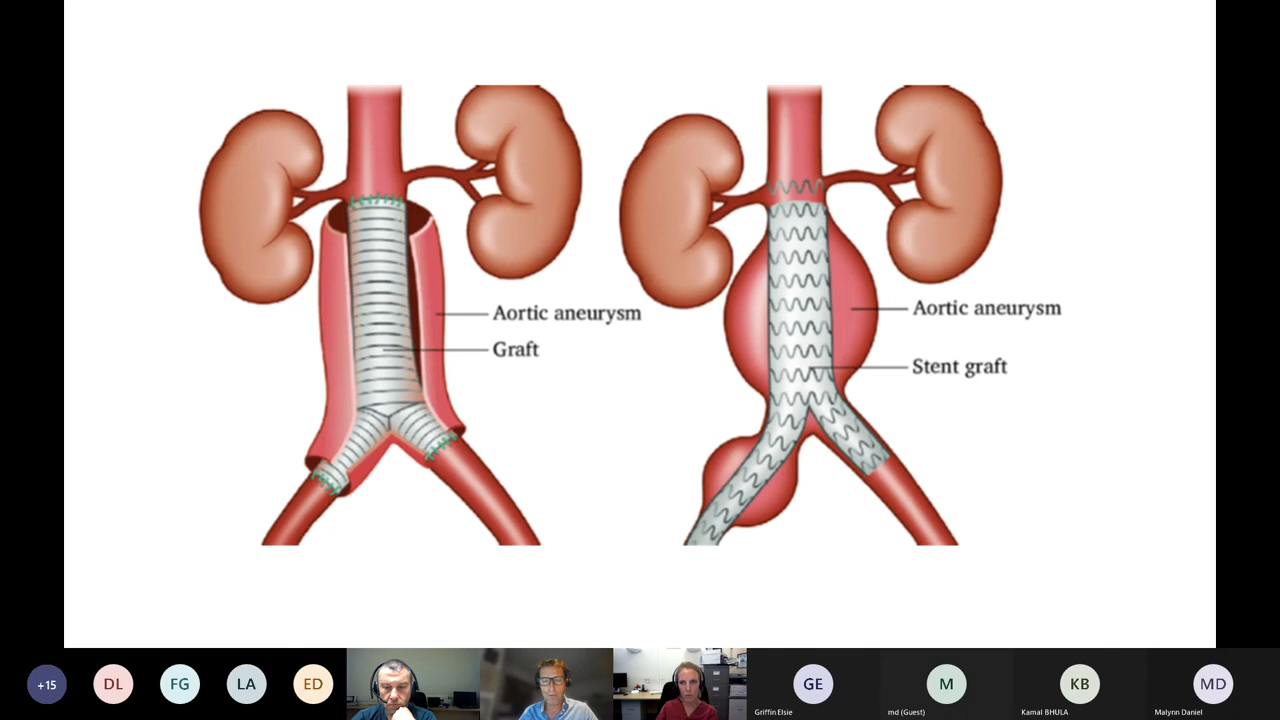 Aortic aneurysm
Graft
Aortic aneurysm
Stent graft
+15
DL
FG
LA
ED
GE
Griffin Elsie
M
md (Guest)
KB
Kamal BHULA
MD
Malynn Daniel